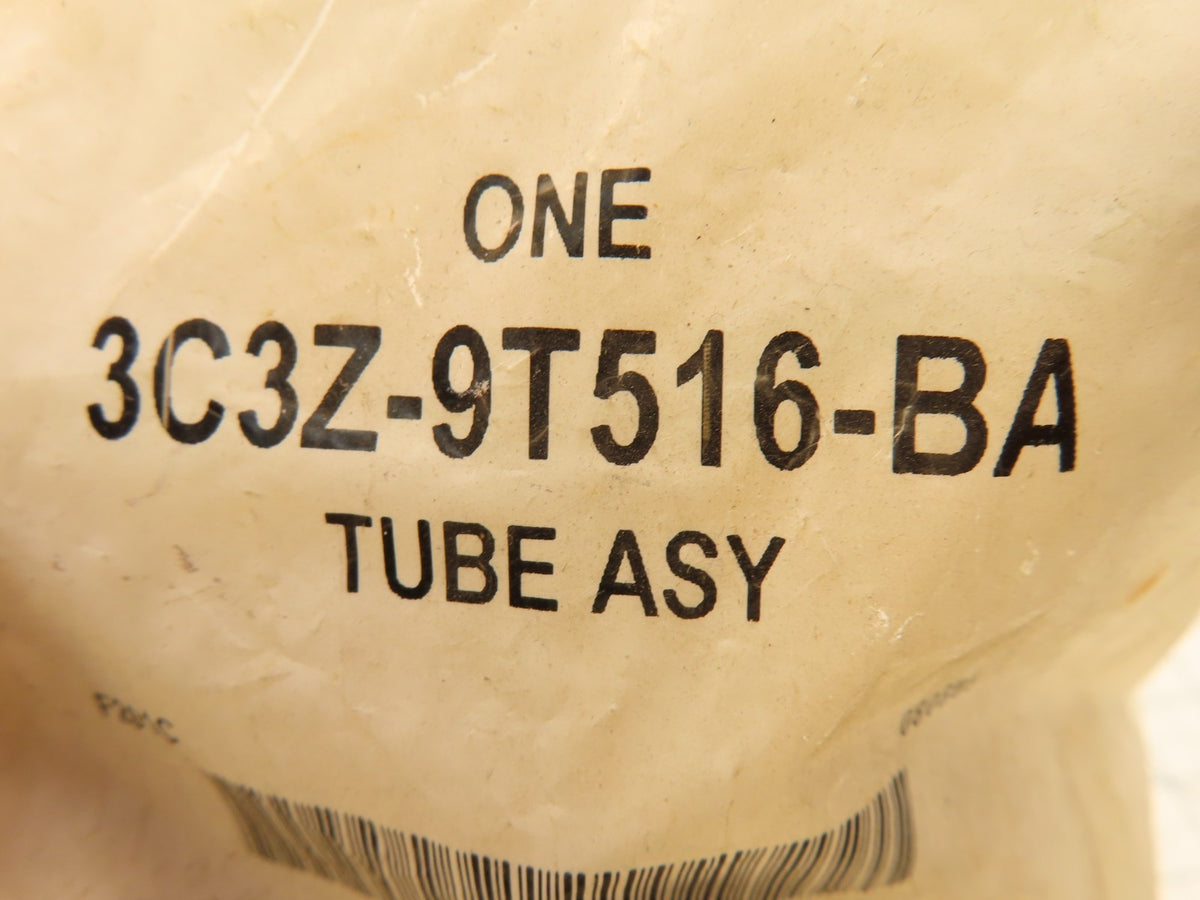 ONE
3C3Z-9T516-BA
TUBE ASY